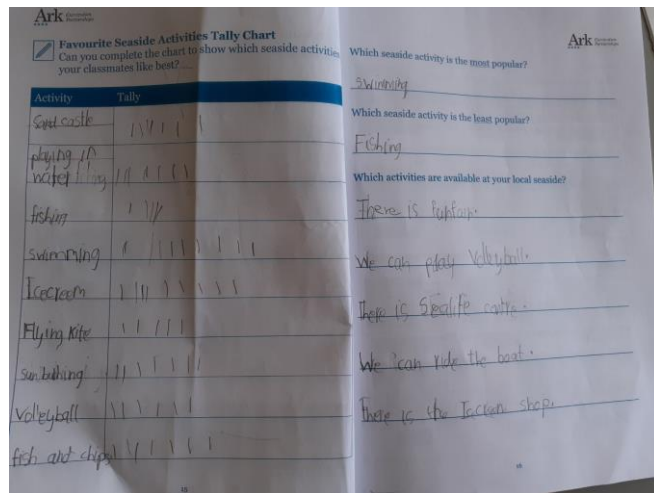 Ark
Favourite Seaside Activities Tally Chart
Can you complete the chart to show which seaside activities
your classmates like best?
Activity Tally
Sand castle
playing in
water
fishin
swimming
Icecream
Flying kite
sun bathing
Volleyball
fish and chips
15
Ark
Which seaside activity is the most popular?
swimming
Which seaside activity is the least popular?
Fishing
Which activities are available at your local seaside?
There is funfair.
We can play Volleyball.
There is Sealife centre.
We can ride the boat.
There is the Icecream shop.
16